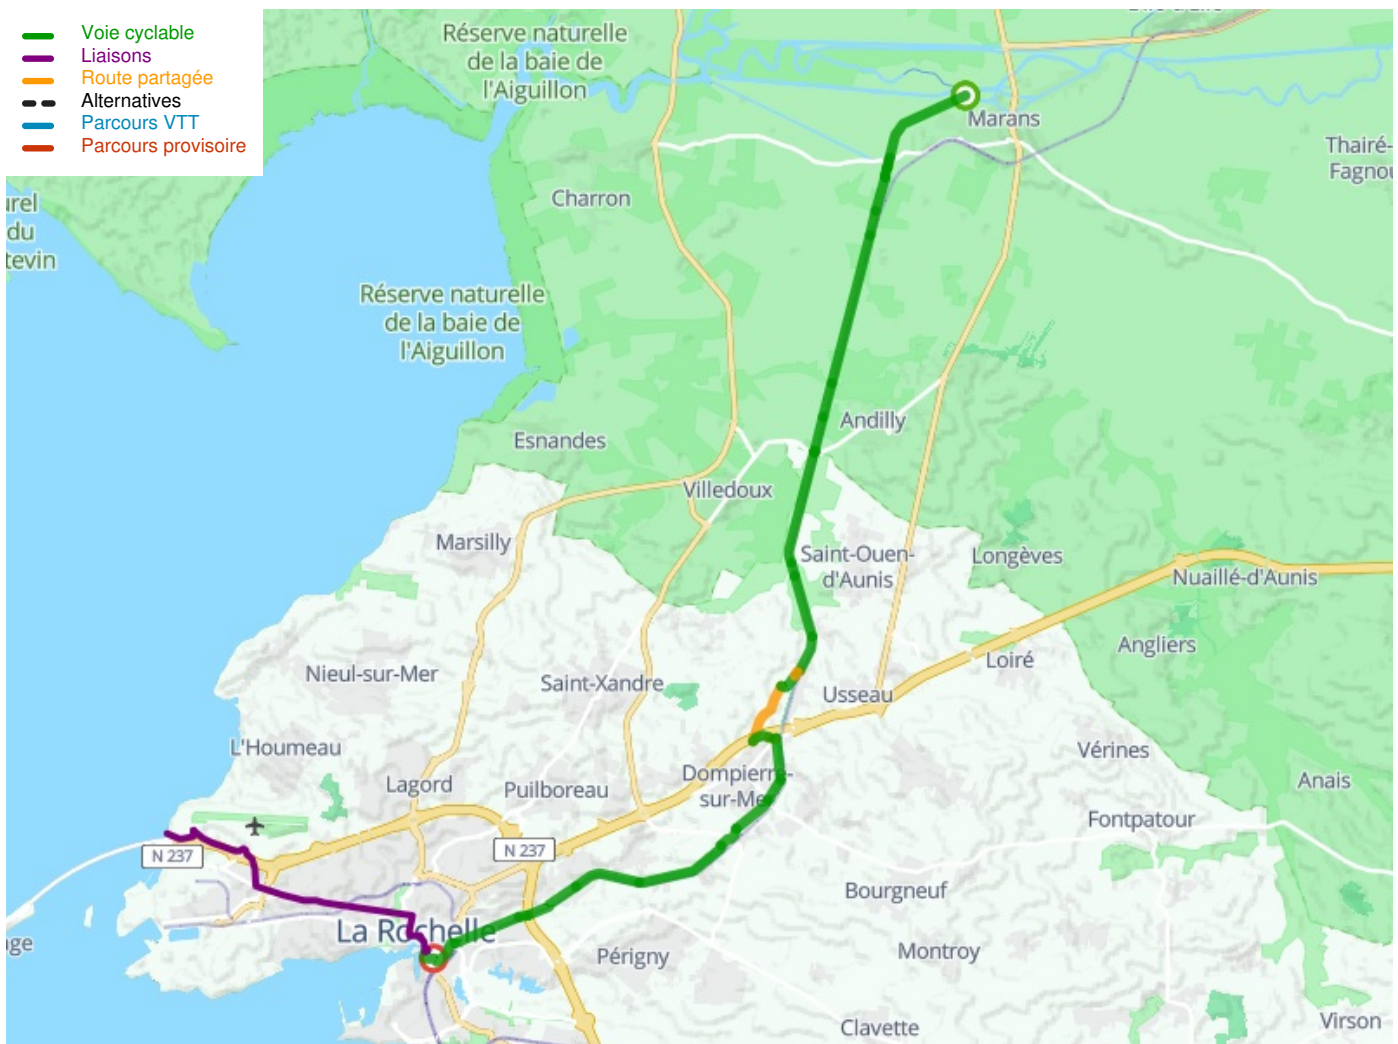 Voie cyclable
Liaisons
Route partagée
Alternatives
Parcours VTT
Parcours provisoire
Réserve naturelle
de la baie de
l'Aiguillon
Marans
Thairé-
Charron
du
Réserve naturelle
de la baie de
l'Aiguillon
Andilly
Esnandes
Villedoux
Marsilly
Saint-Ouen-
d'Aunis
Longèves
Nuaillé-d'Aunis
Angliers
Loiré
Nieul-sur-Mer
Saint-Xandre
Usseau
L'Houmeau
Vérines
Dompierre-
sur-Mer
Anais
Lagord
Puilboreau
Fontpatour
N 237
N 237
Bourgneuf
La Rochelle
Périgny
Montroy
Clavette
Virson